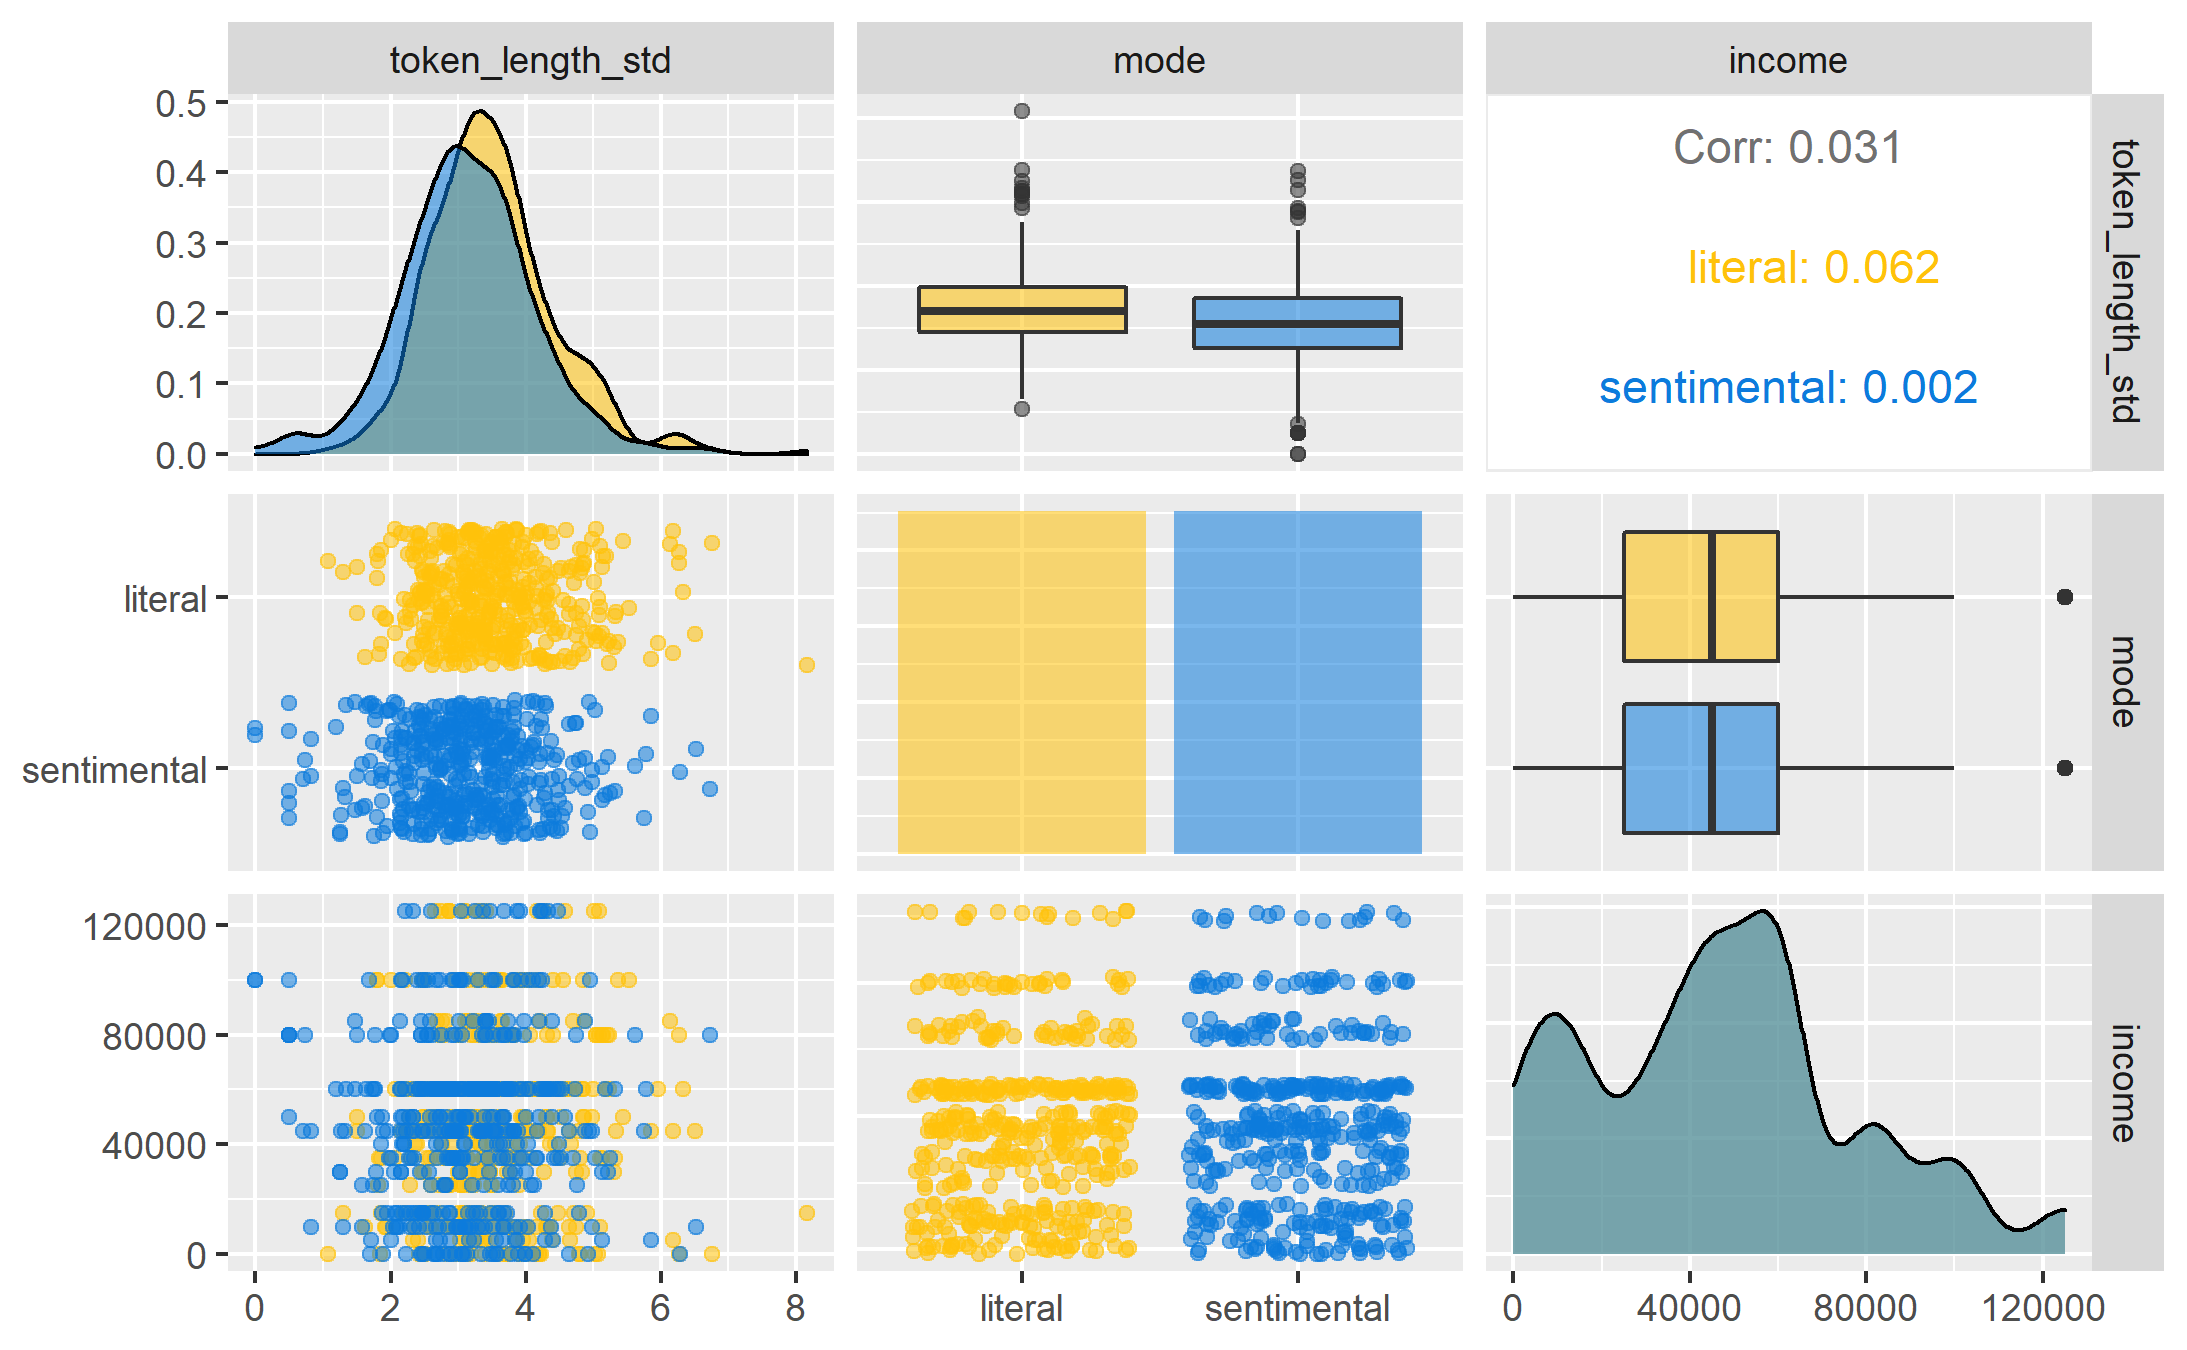 token_length_std
mode
income
0.5
0.4
0.3
0.2
0.1
0.0
Corr: 0.031
literal: 0.062
sentimental: 0.002
token_length_std
literal
sentimental
mode
120000
80000
40000
0
income
0 2 4 6 8
literal sentimental
0 40000 80000 120000